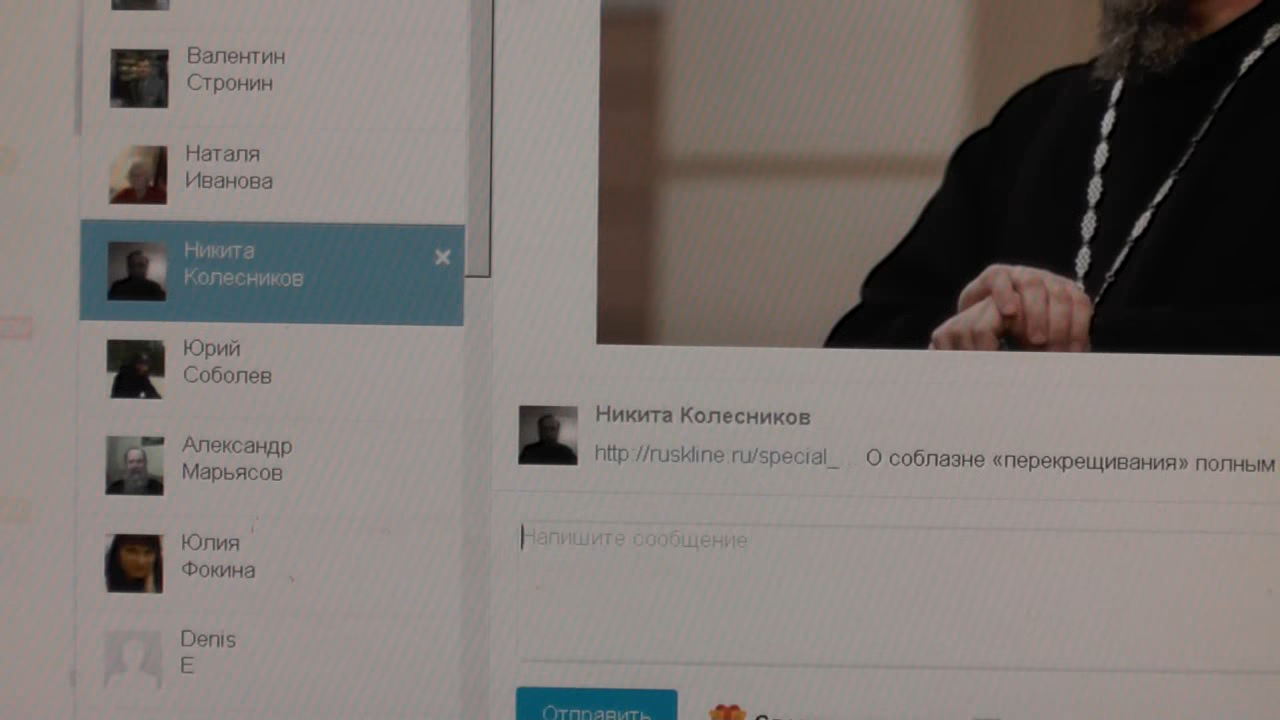 Валентин
Стронин
Наталя
Иванова
Никита
Колесников
Юрий
Соболев
Александр
Марьясов
Юлия
Фокина
Denis
E
Никита Колесников
http://ruskline.ru/special_ О соблазне «перекрещивания» полным
Напишите сообщение
Отправить